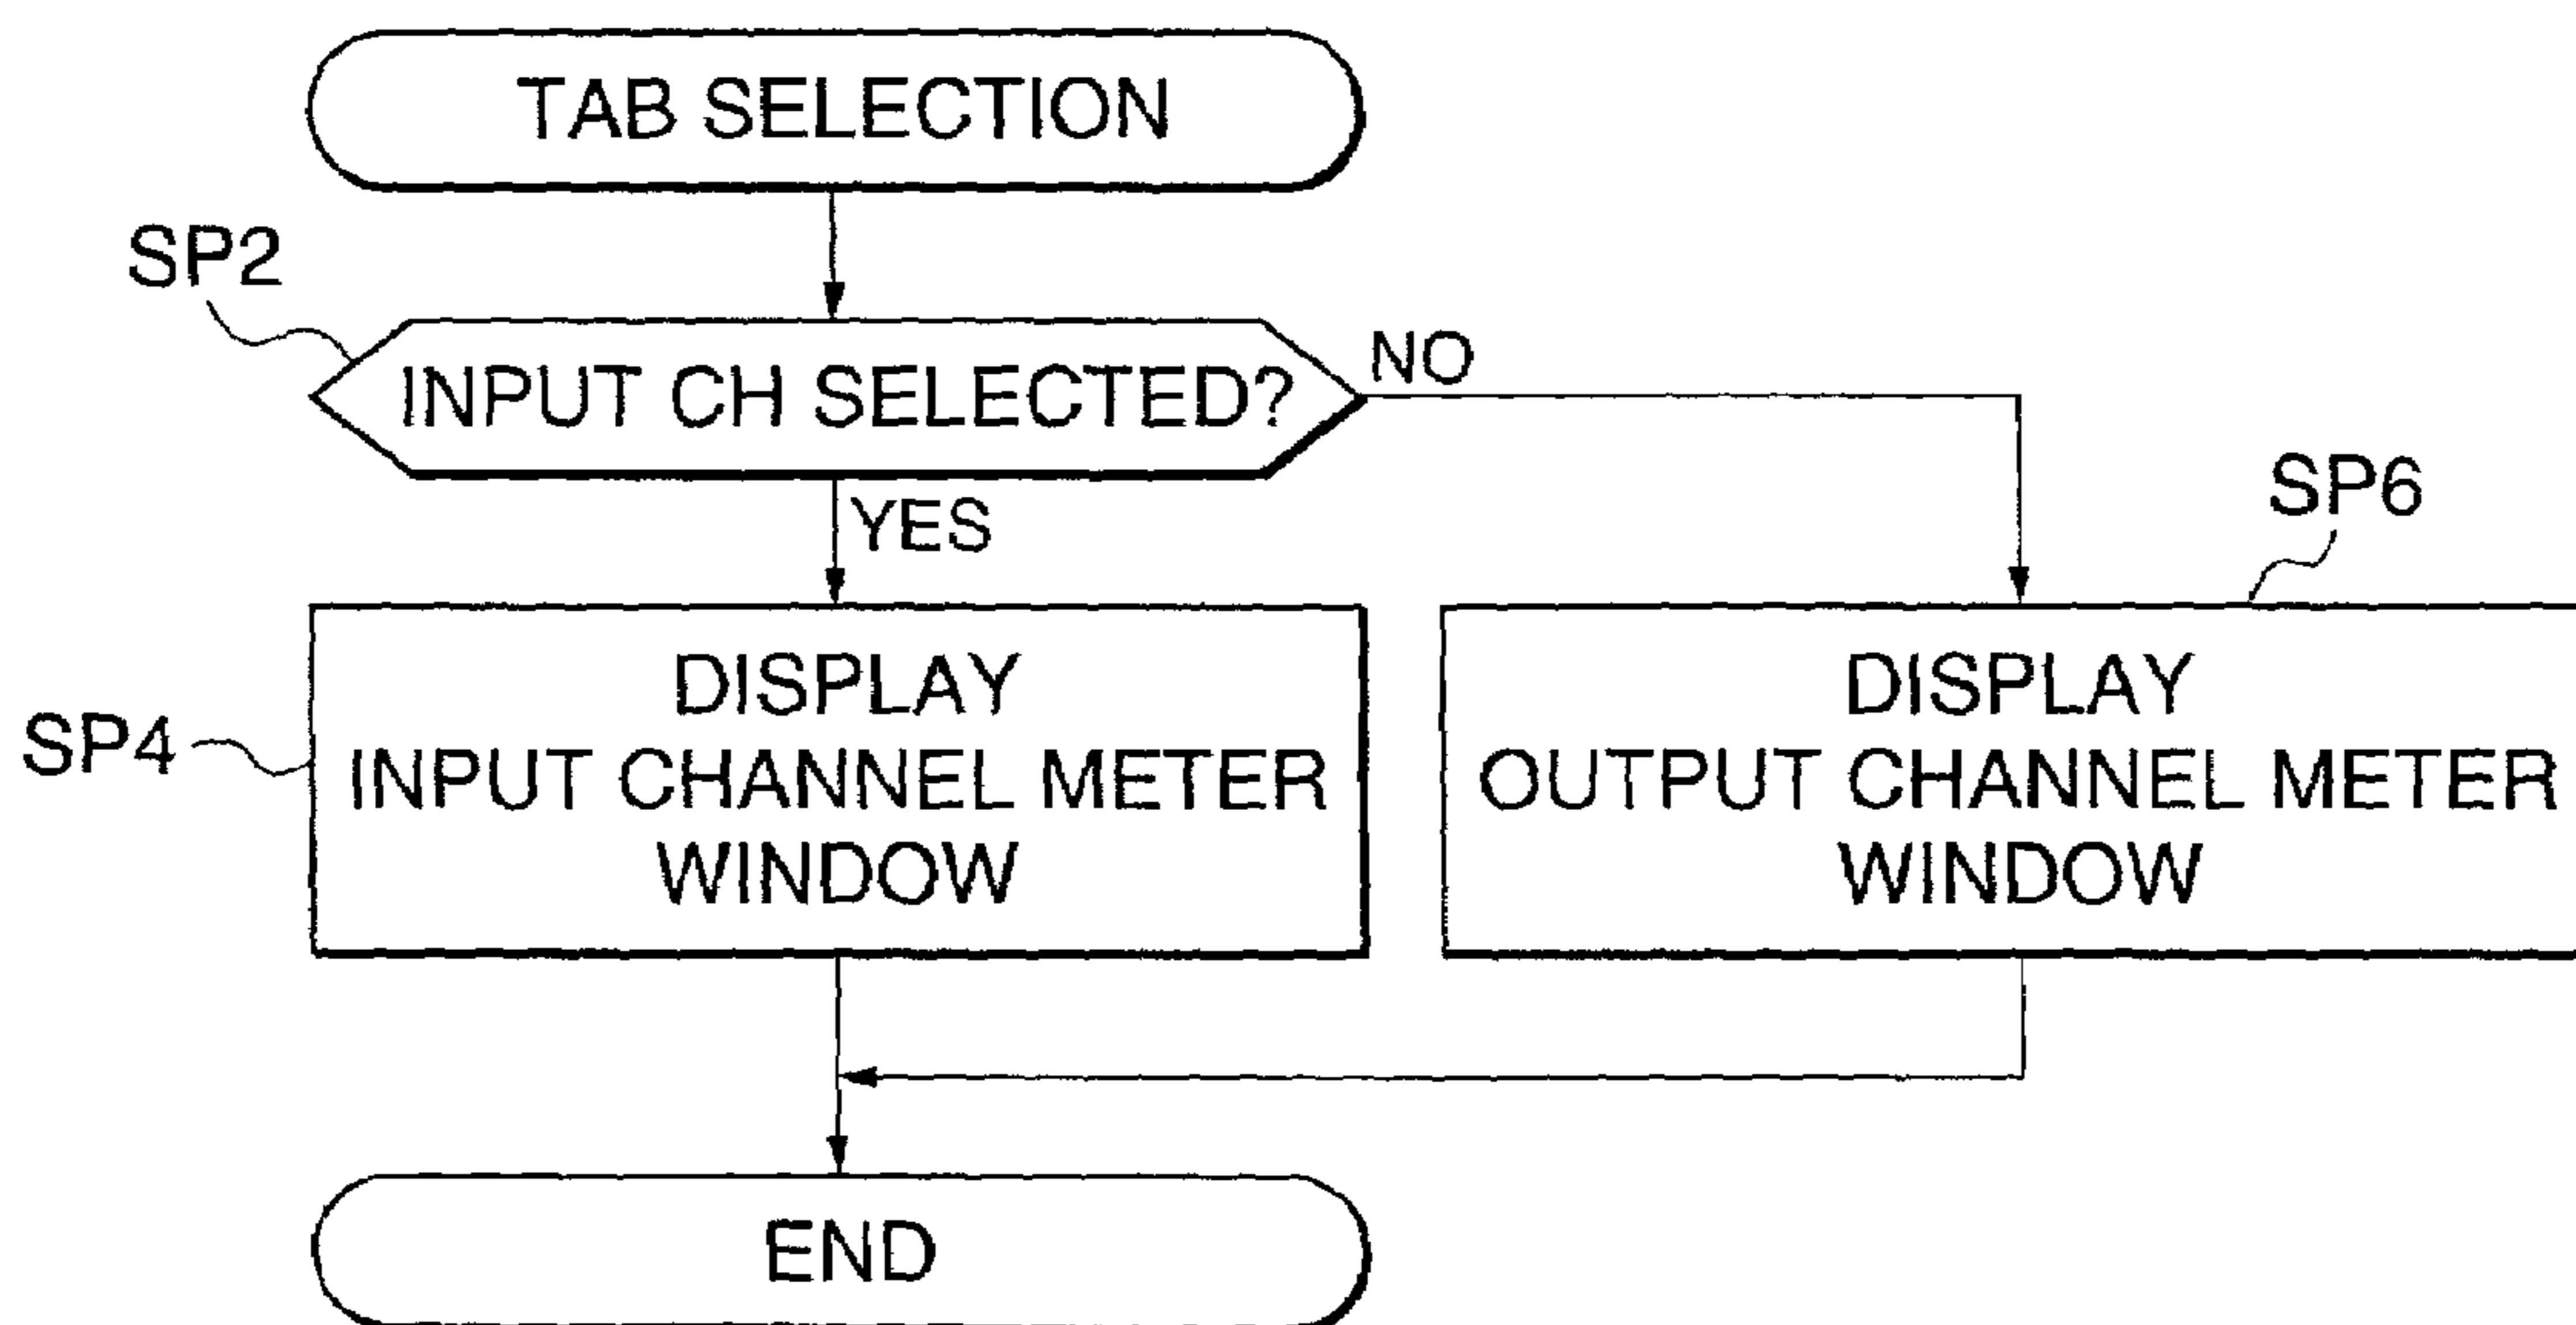 TAB SELECTION
SP2
INPUT CH SELECTED?
NO
YES
SP6
SP4
DISPLAY
INPUT CHANNEL METER
WINDOW
DISPLAY
OUTPUT CHANNEL METER
WINDOW
END